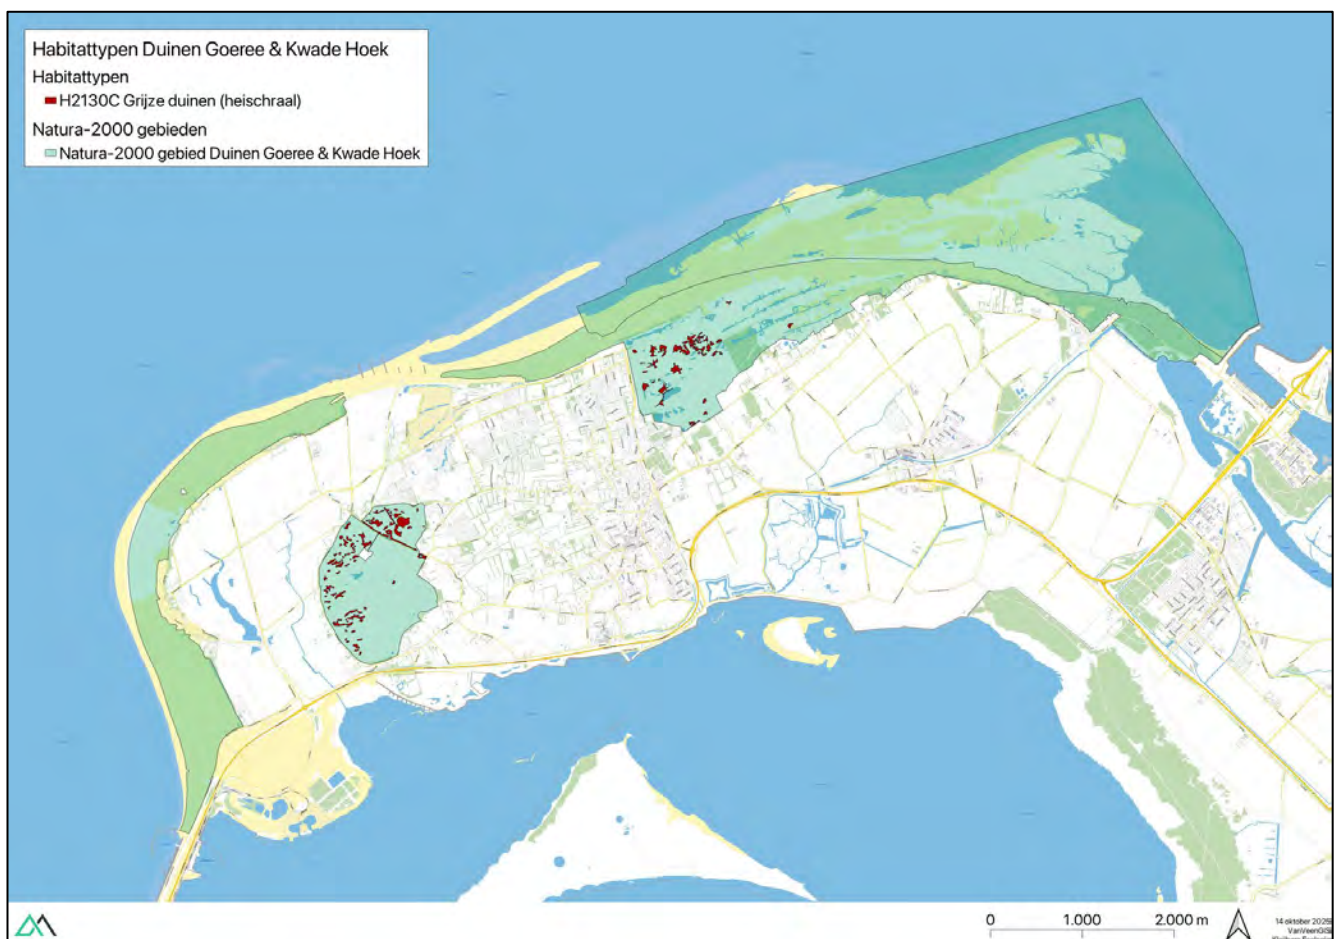 Habitattypen Duinen Goeree & Kwade Hoek
Habitattypen
H2130C Grijze duinen (heischraal)
Natura-2000 gebieden
Natura-2000 gebied Duinen Goeree & Kwade Hoek
0 1.000 2.000 m
14 oktober 2025
VanVeenGIS